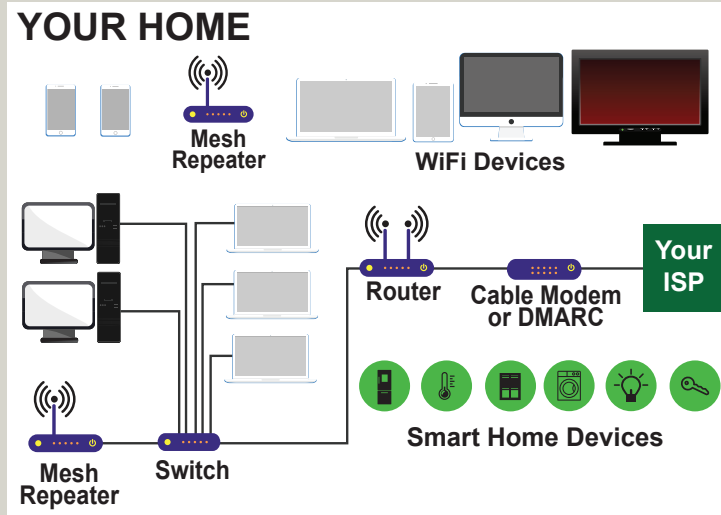 YOUR HOME
Mesh
Repeater
WiFi Devices
Router
Cable Modem
or DMARC
Your
ISP
Smart Home Devices
Switch
Mesh
Repeater